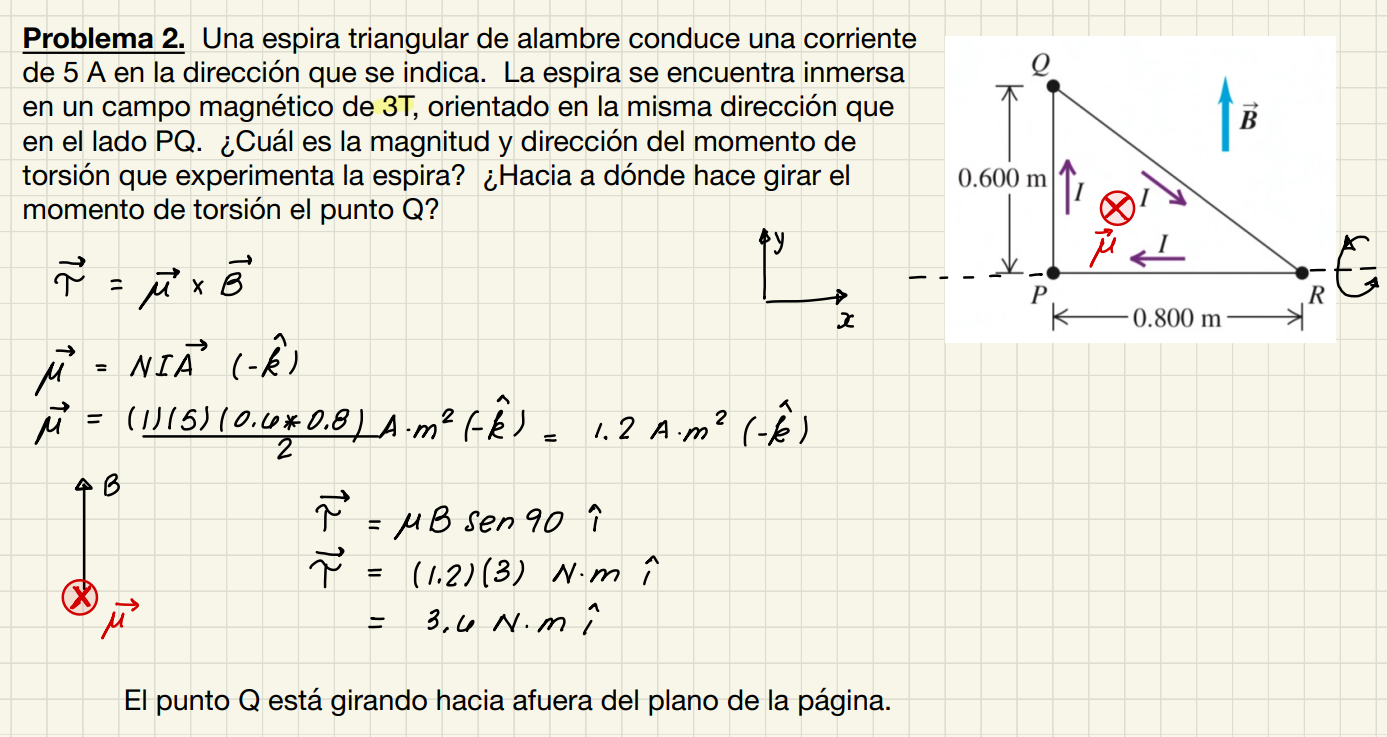 Problema 2. Una espira triangular de alambre conduce una corriente
de 5 A en la dirección que se indica. La espira se encuentra inmersa
en un campo magnético de 3T, orientado en la misma dirección que
en el lado PQ. ¿Cuál es la magnitud y dirección del momento de
torsión que experimenta la espira? ¿Hacia a dónde hace girar el
momento de torsión el punto Q?
Q
B⃗
0.600 m
I
I
μ⃗
I
P
R
0.800 m
y
x
τ⃗ = μ⃗ × B⃗
μ⃗ = NIA⃗ (-k̂)
μ⃗ = (1)(5)(0.6*0.8)/2 A·m² (-k̂) = 1.2 A·m² (-k̂)
B
μ⃗
τ⃗ = μ B sen 90 î
τ⃗ = (1.2)(3) N·m î
= 3.6 N·m î
El punto Q está girando hacia afuera del plano de la página.